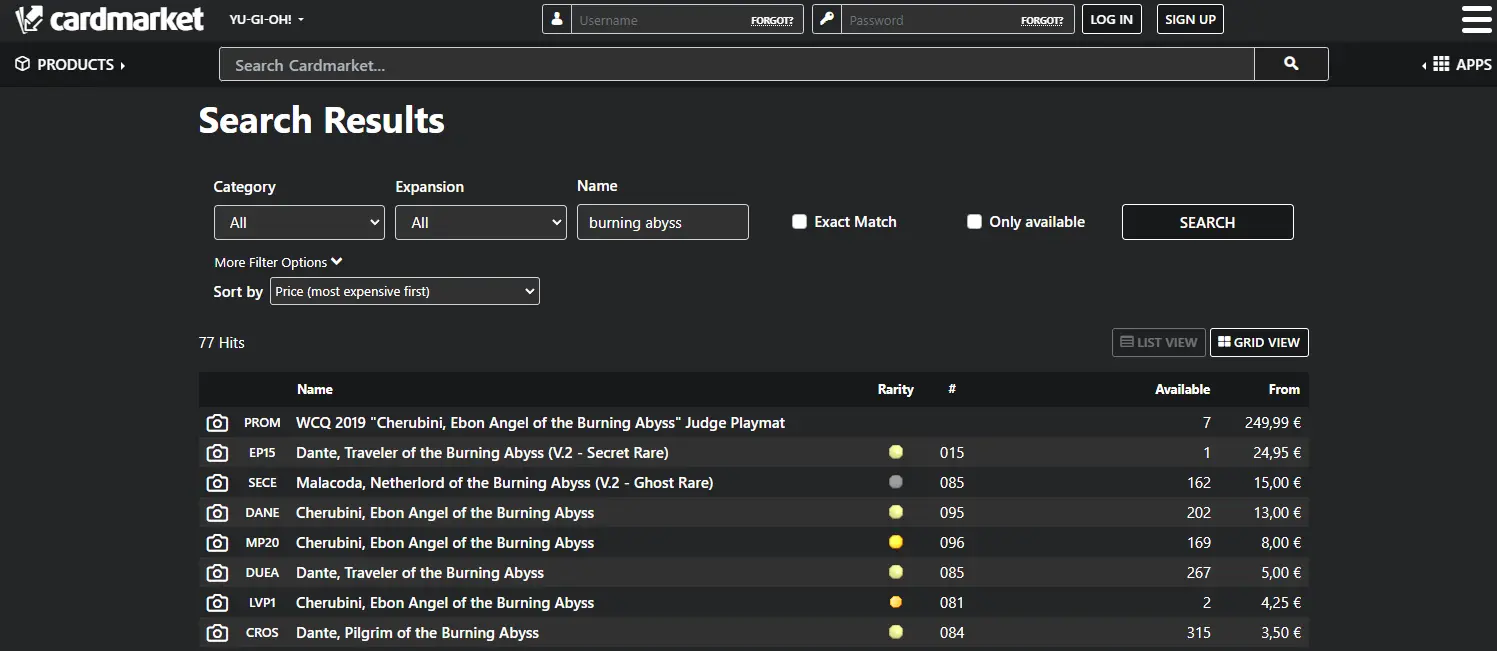 cardmarket YU-GI-OH! Username FORGOT? Password FORGOT? LOG IN SIGN UP
PRODUCTS Search Cardmarket... APPS
Search Results
Category Expansion Name
All All burning abyss Exact Match Only available SEARCH
More Filter Options
Sort by Price (most expensive first)
77 Hits LIST VIEW GRID VIEW
Name Rarity # Available From
PROM WCQ 2019 "Cherubini, Ebon Angel of the Burning Abyss" Judge Playmat 7 249,99 €
EP15 Dante, Traveler of the Burning Abyss (V.2 - Secret Rare) 015 1 24,95 €
SECE Malacoda, Netherlord of the Burning Abyss (V.2 - Ghost Rare) 085 162 15,00 €
DANE Cherubini, Ebon Angel of the Burning Abyss 095 202 13,00 €
MP20 Cherubini, Ebon Angel of the Burning Abyss 096 169 8,00 €
DUEA Dante, Traveler of the Burning Abyss 085 267 5,00 €
LVP1 Cherubini, Ebon Angel of the Burning Abyss 081 2 4,25 €
CROS Dante, Pilgrim of the Burning Abyss 084 315 3,50 €